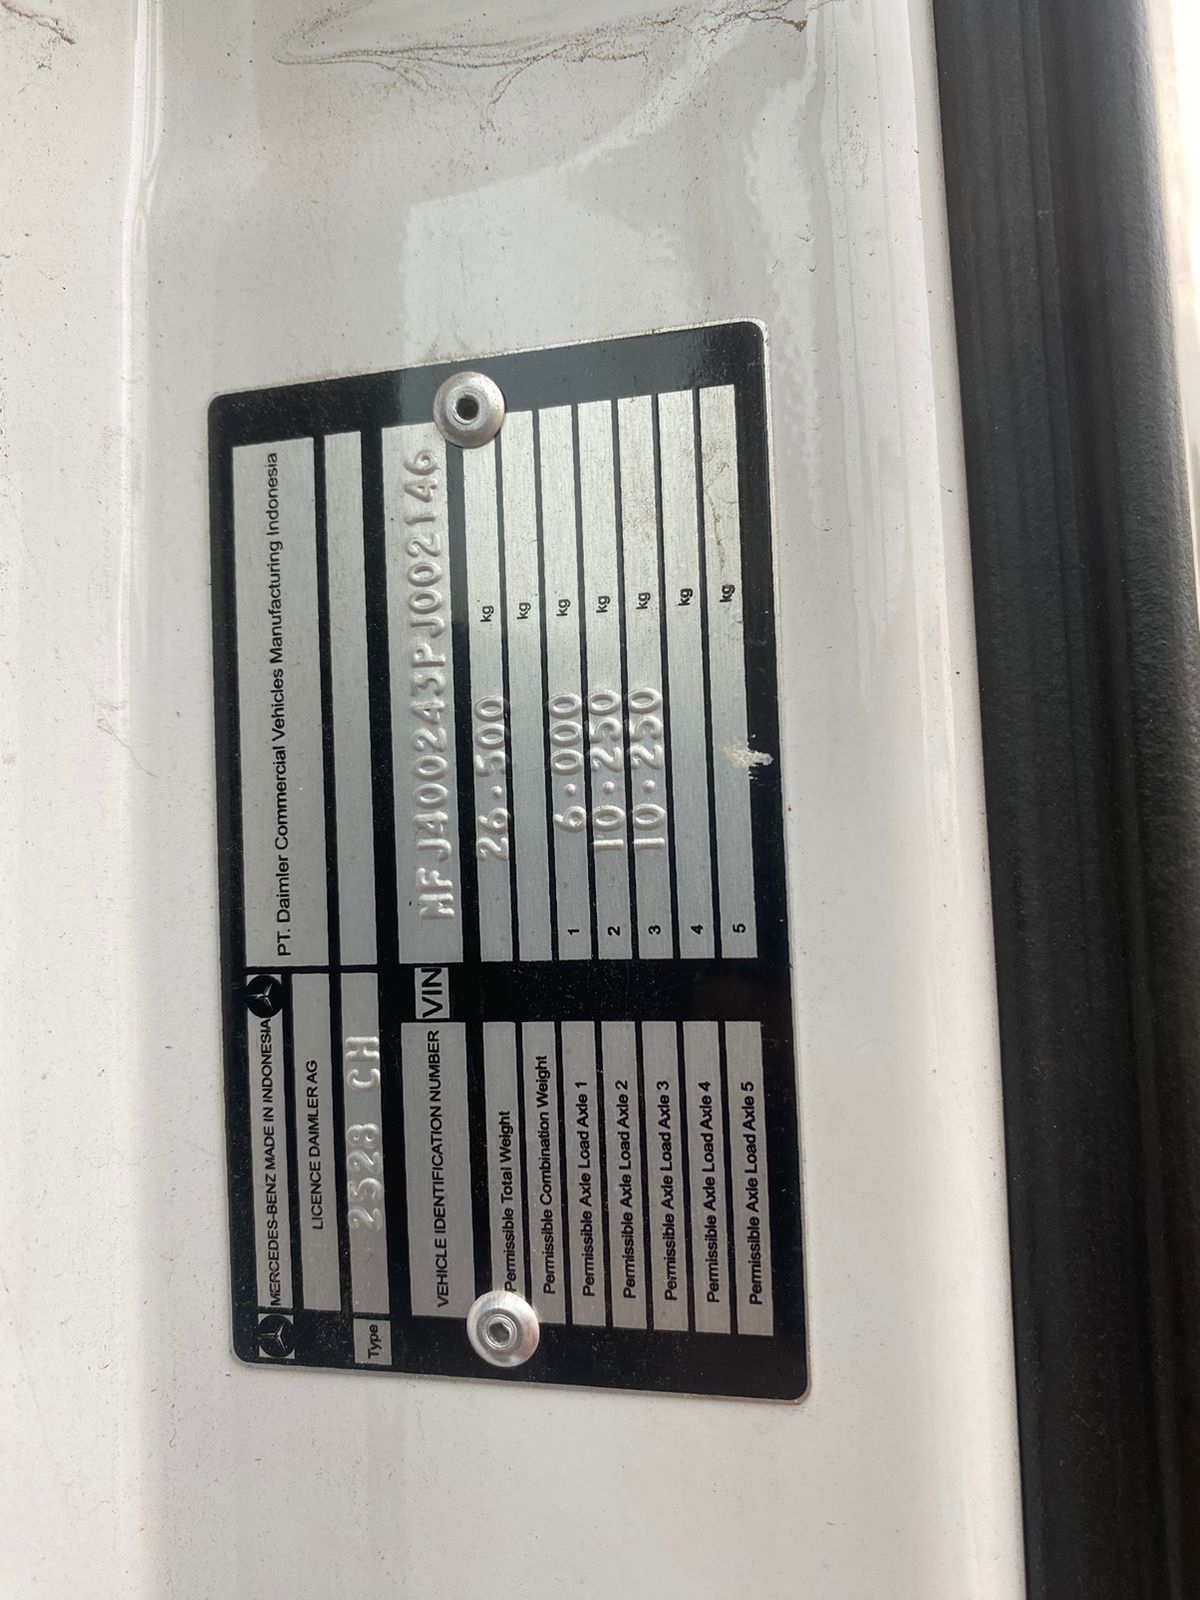 MERCEDES-BENZ MADE IN INDONESIA
PT. Daimler Commercial Vehicles Manufacturing Indonesia
LICENCE DAIMLER AG
Type 2528 CH
VEHICLE IDENTIFICATION NUMBER VIN MFJ400243PJ002146
Permissible Total Weight 26.500 kg
Permissible Combination Weight kg
Permissible Axle Load Axle 1 1 6.000 kg
Permissible Axle Load Axle 2 2 10.250 kg
Permissible Axle Load Axle 3 3 10.250 kg
Permissible Axle Load Axle 4 4 kg
Permissible Axle Load Axle 5 5 kg